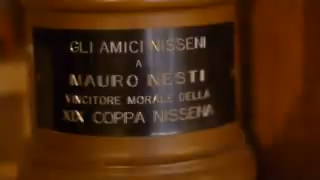 GLI AMICI NISSENI
A
MAURO NESTI
VINCITORE MORALE DELLA
XIX COPPA NISSENA